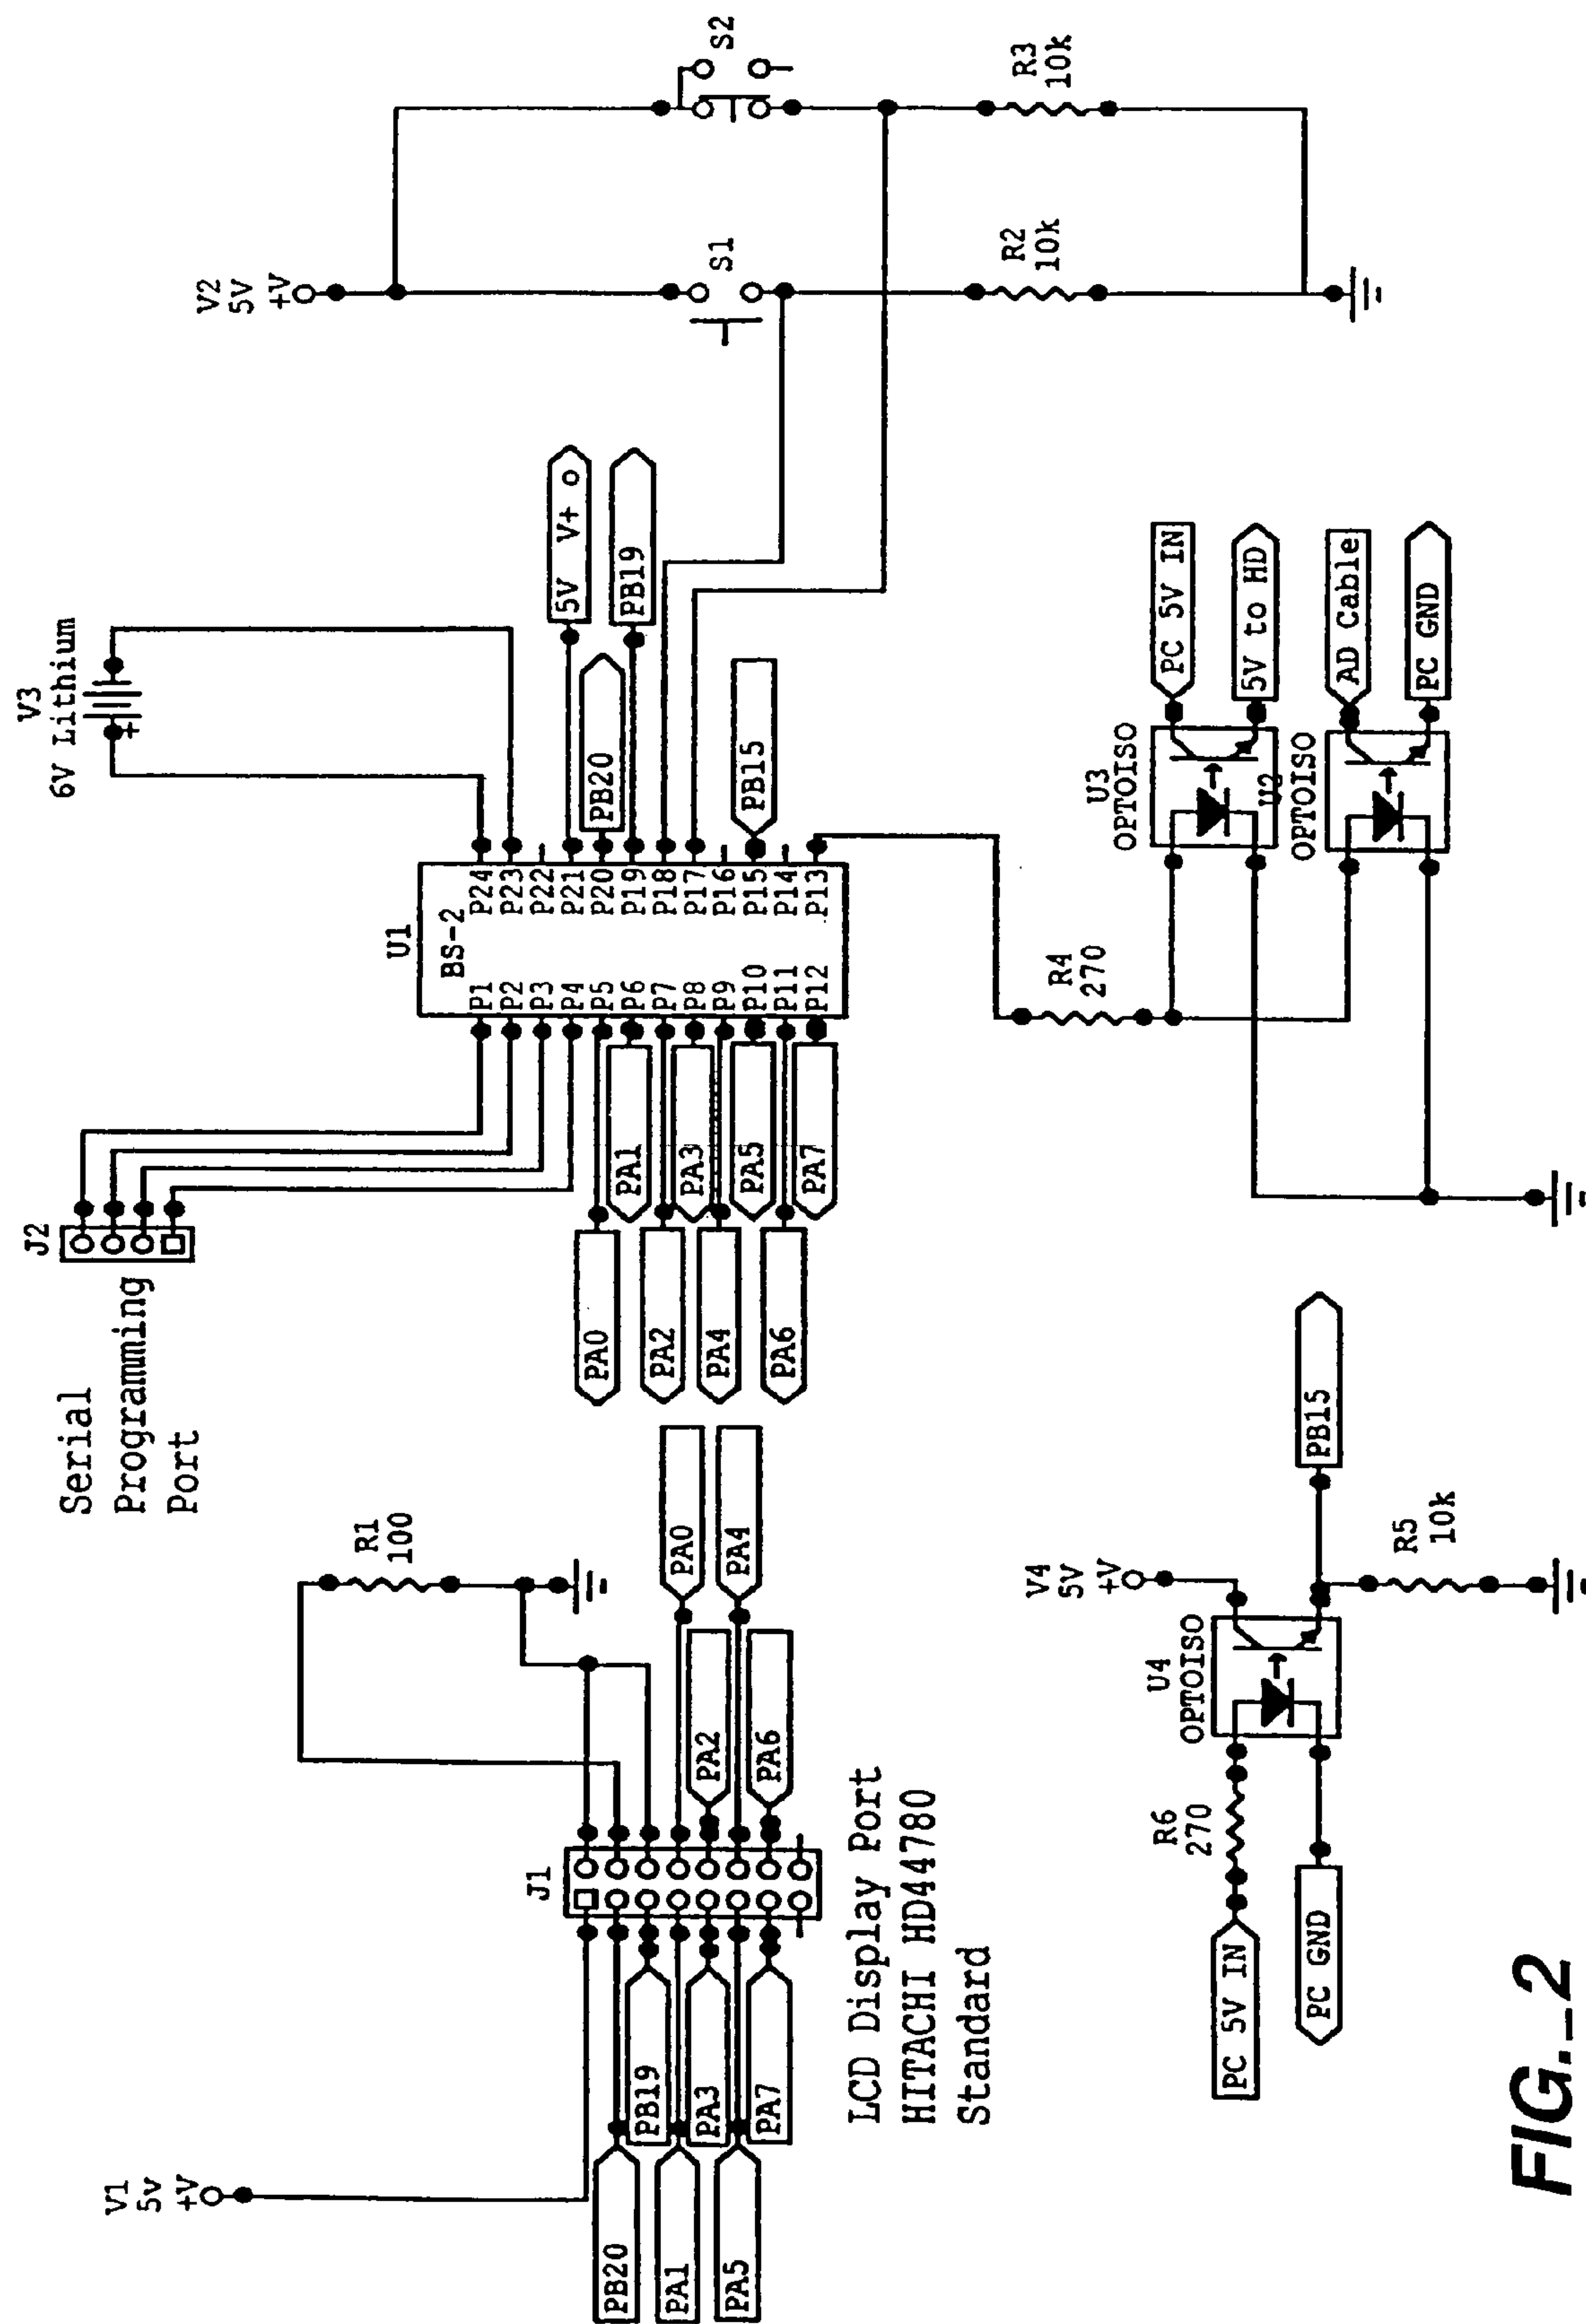 V1
5v
+V
PB20
PB19
PA1
PA3
PA5
PA7
J1
LCD Display Port
HITACHI HD44780
Standard
R1
100
PA0
PA2
PA4
PA6
Serial
Programming
Port
J2
PA0
PA1
PA2
PA3
PA4
PA5
PA6
PA7
U1
BS-2
P1
P2
P3
P4
P5
P6
P7
P8
P9
P10
P11
P12
P24
P23
P22
P21
P20
P19
P18
P17
P16
P15
P14
P13
V3
6V Lithium
+
5V V+
PB20
PB19
PB15
V2
5V
+V
S1
S2
R2
10k
R3
10k
PC 5V IN
PC GND
R6
270
U4
OPTOISO
V4
5V
+V
PB15
R5
10k
R4
270
U3
OPTOISO
U2
OPTOISO
PC 5V IN
5V to HD
AD Cable
PC GND
FIG._2